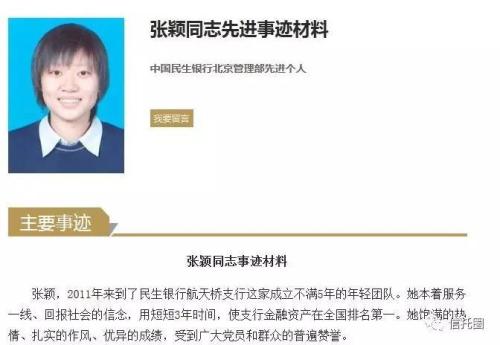 张颖同志先进事迹材料
中国民生银行北京管理部先进个人
我要留言
主要事迹
张颖同志事迹材料
张颖，2011年来到了民生银行航天桥支行这家成立不满5年的年轻团队。她本着服务
一线、回报社会的信念，用短短3年时间，使支行金融资产在全国排名第一。她饱满的热
情、扎实的作风、优异的成绩，受到广大党员和群众的普遍赞誉。
信托圈